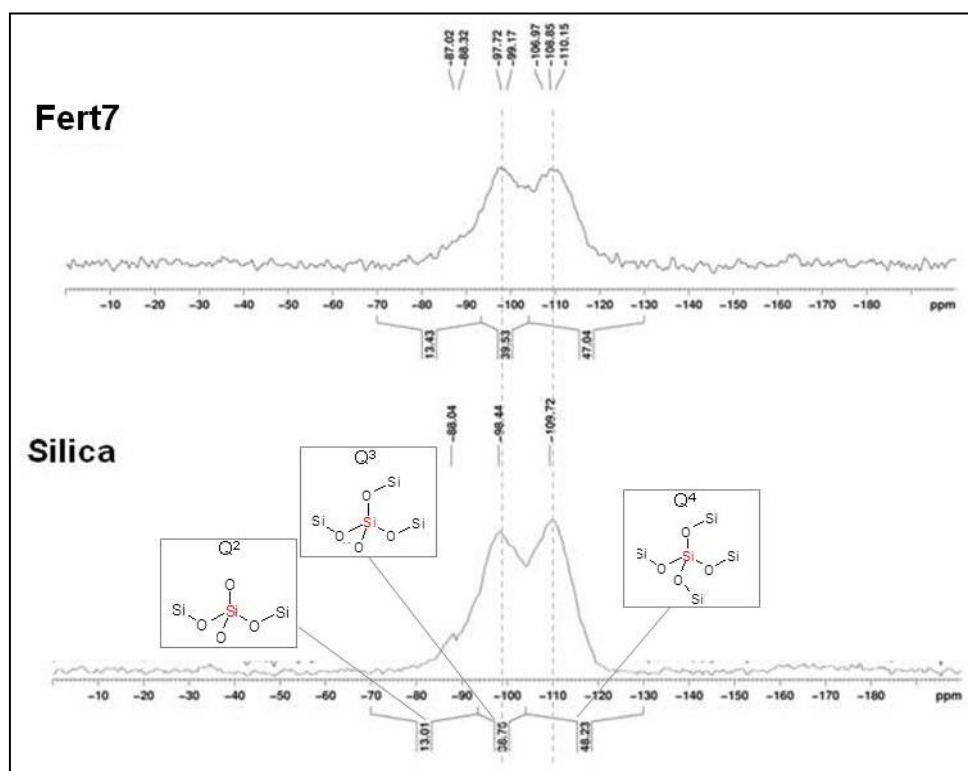 -87.02
-88.32
-97.72
-99.17
-106.97
-108.85
-110.15
Fert7
-10 -20 -30 -40 -50 -60 -70 -80 -90 -100 -110 -120 -130 -140 -150 -160 -170 -180 ppm
13.43 39.53 47.04
-88.04
-98.44
-109.72
Silica
Q3
Si
O
Si Si Si
O O
O
Q4
Si
O
Si Si Si
O O
O
Si
Q2
O
Si Si Si
O O
O
-10 -20 -30 -40 -50 -60 -70 -80 -90 -100 -110 -120 -130 -140 -150 -160 -170 -180 ppm
13.01 48.23